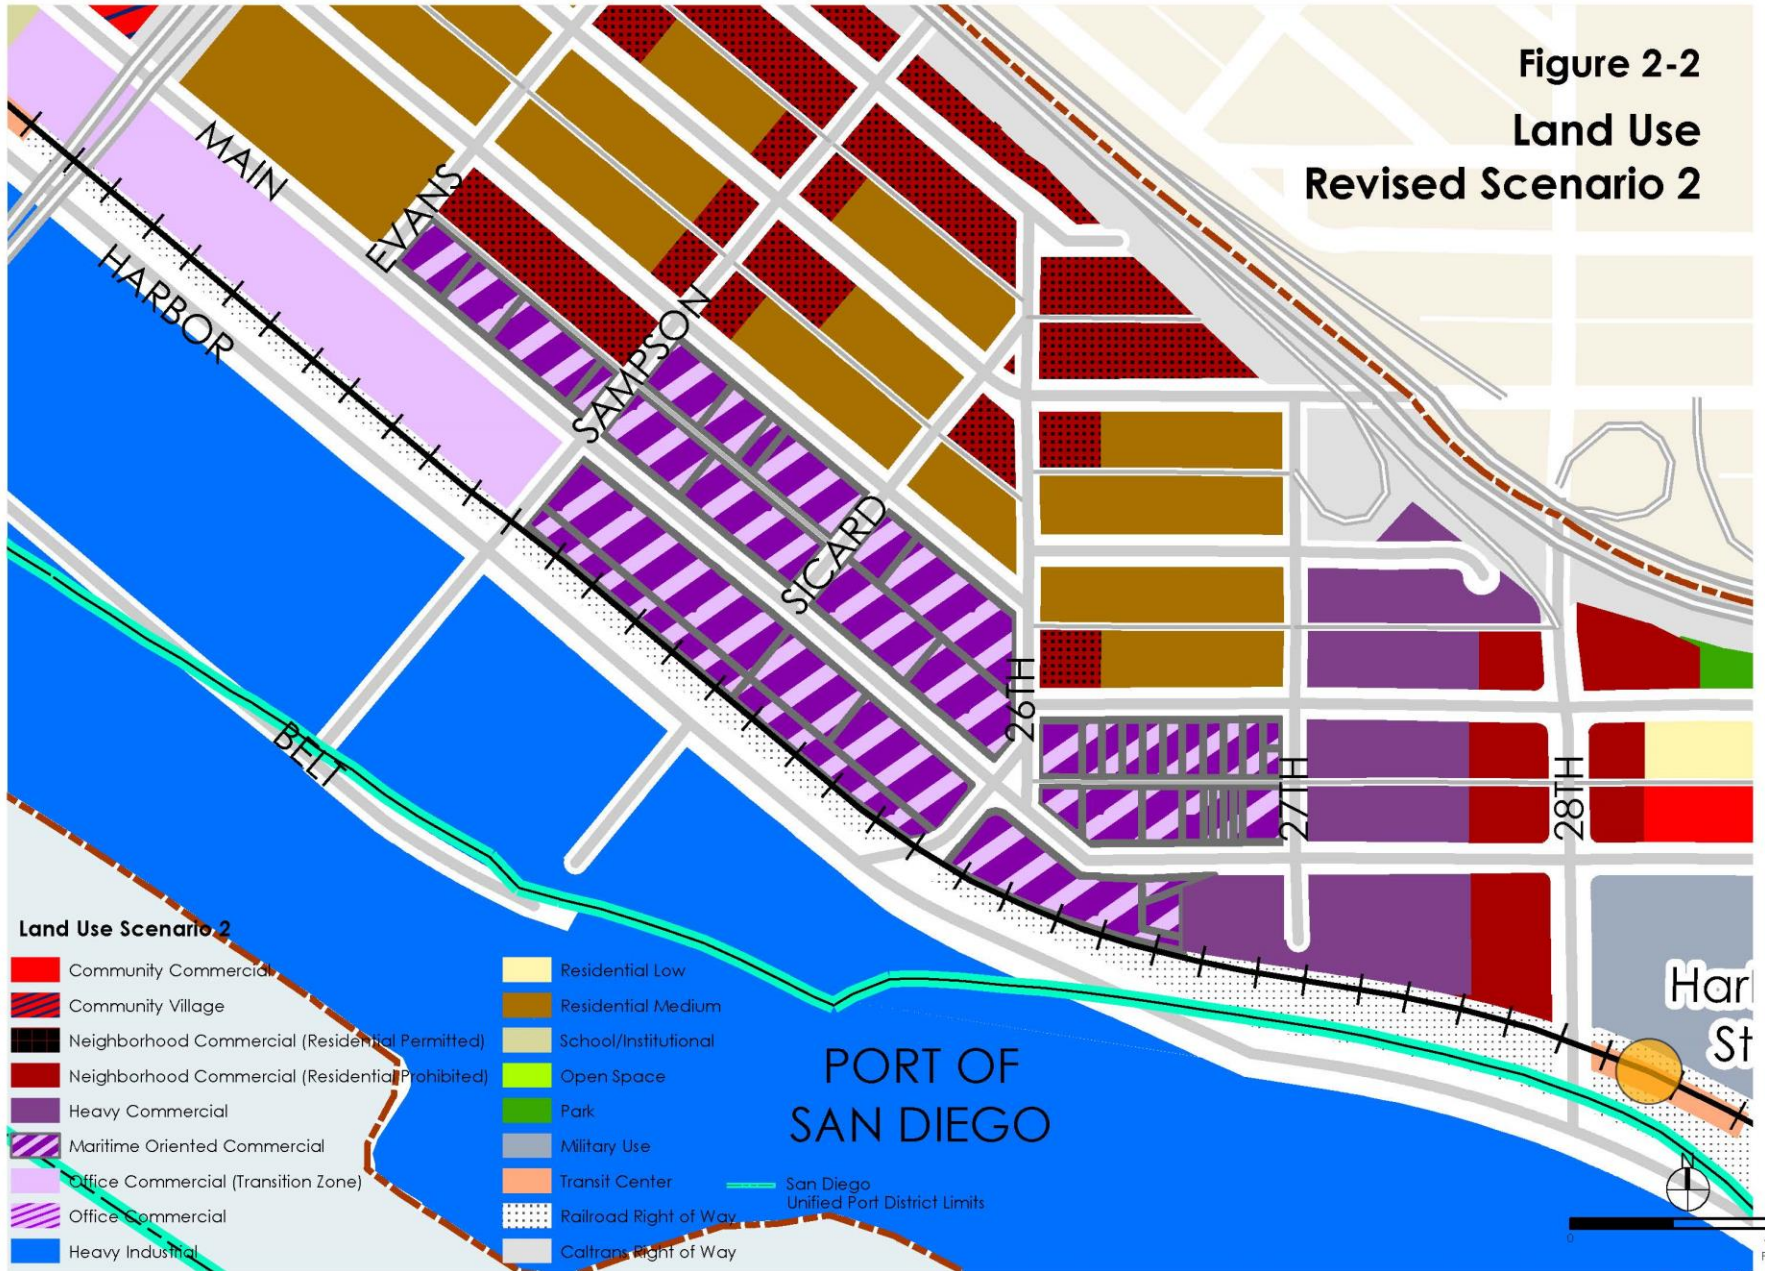 Figure 2-2
Land Use
Revised Scenario 2
MAIN
EVANS
HARBOR
SAMPSON
SICARD
26TH
27TH
28TH
BELT
Har
St
PORT OF
SAN DIEGO
N
0
Land Use Scenario 2
Community Commercial
Community Village
Neighborhood Commercial (Residential Permitted)
Neighborhood Commercial (Residential Prohibited)
Heavy Commercial
Maritime Oriented Commercial
Office Commercial (Transition Zone)
Office Commercial
Heavy Industrial
Residential Low
Residential Medium
School/Institutional
Open Space
Park
Military Use
Transit Center
Railroad Right of Way
Caltrans Right of Way
San Diego
Unified Port District Limits